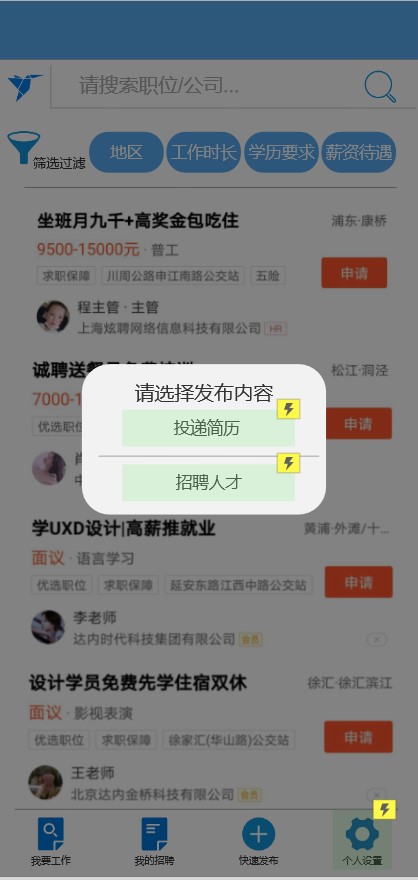 请搜索职位/公司...
筛选过滤
地区
工作时长
学历要求
薪资待遇
坐班月九千+高奖金包吃住
浦东·康桥
9500-15000元 · 普工
求职保障
川周公路申江南路公交站
五险
申请
程主管 · 主管
上海炫聘网络信息科技有限公司 HR
松江·洞泾
7000-1
申请
请选择发布内容
投递简历
招聘人才
学UXD设计|高薪推就业
黄浦·外滩/十...
面议 · 语言学习
优选职位
求职保障
延安东路江西中路公交站
申请
李老师
达内时代科技集团有限公司 会员
设计学员免费先学住宿双休
徐汇·徐汇滨江
面议 · 影视表演
优选职位
求职保障
徐家汇(华山路)公交站
申请
王老师
北京达内金桥科技有限公司 会员
我要工作
我的招聘
快速发布
个人设置